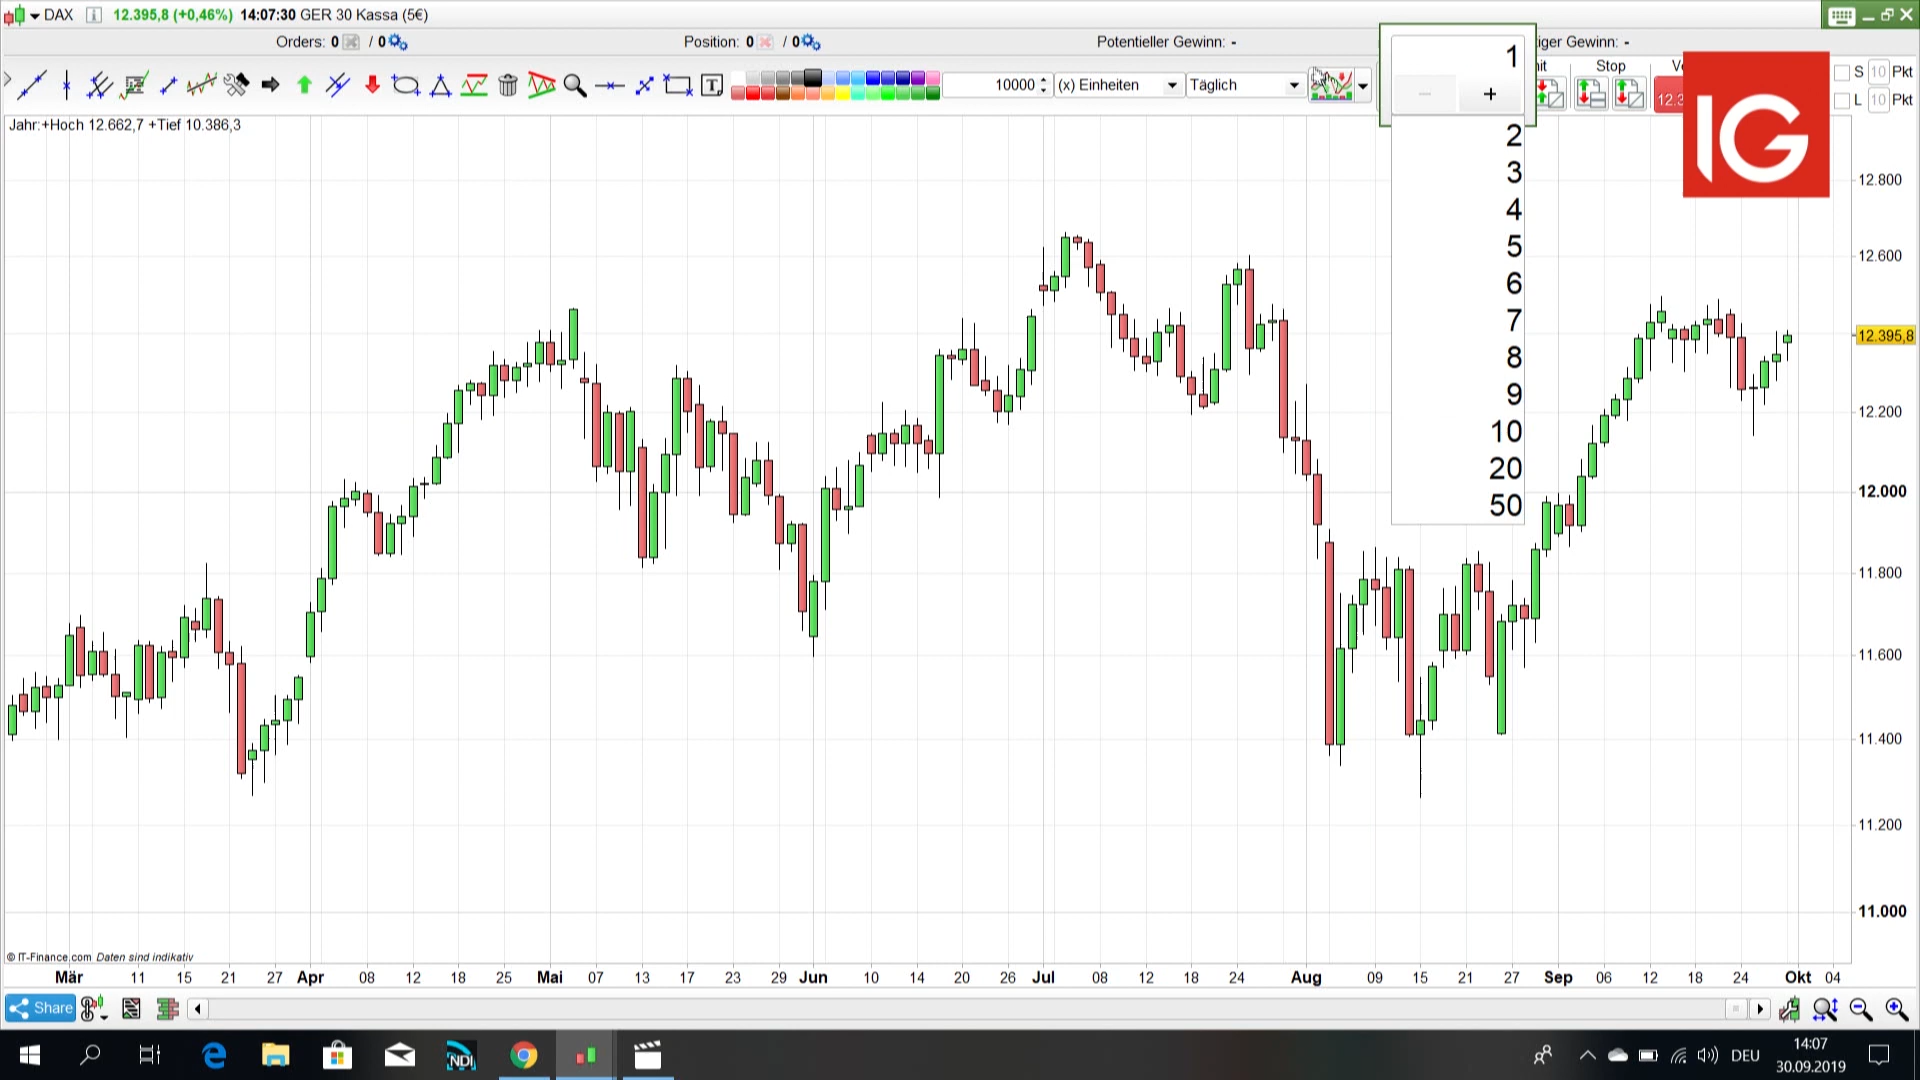 DAX 12.395,8 (+0,46%) 14:07:30 GER 30 Kassa (5€)
Orders: 0 / 0 Position: 0 / 0 Potentieller Gewinn: - iger Gewinn: -
1
- +
Stop
S 10 Pkt
L 10 Pkt
T 10000 (x) Einheiten Täglich
12.3
IG
Jahr:+Hoch 12.662,7 +Tief 10.386,3
2
3
4
5
6
7
8
9
10
20
50
12.800
12.600
12.395,8
12.200
12.000
11.800
11.600
11.400
11.200
11.000
© IT-Finance.com Daten sind indikativ
Mär 11 15 21 27 Apr 08 12 18 25 Mai 07 13 17 23 29 Jun 10 14 20 26 Jul 08 12 18 24 Aug 09 15 21 27 Sep 06 12 18 24 Okt 04
Share
NDI
DEU
14:07
30.09.2019